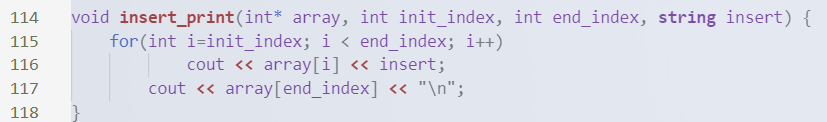 114 void insert_print(int* array, int init_index, int end_index, string insert) {
115     for(int i=init_index; i < end_index; i++)
116             cout << array[i] << insert;
117         cout << array[end_index] << "\n";
118 }